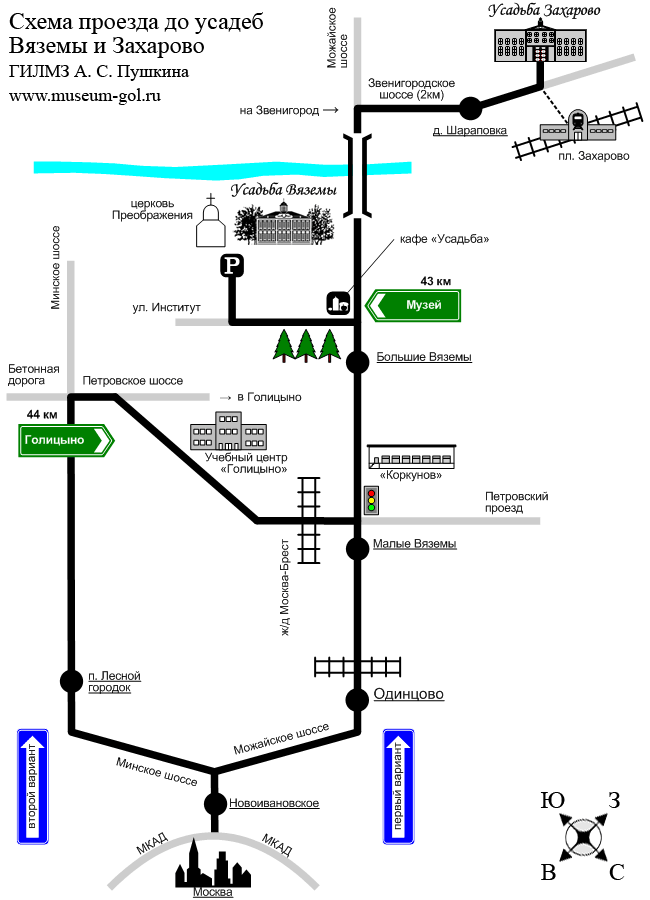 Схема проезда до усадеб
Вяземы и Захарово
ГИЛМЗ А. С. Пушкина
www.museum-gol.ru
Можайское
шоссе
Усадьба Захарово
Звенигородское
шоссе (2км)
на Звенигород →
д. Шараповка
пл. Захарово
церковь
Преображения
Усадьба Вяземы
кафе «Усадьба»
P
43 км
Музей
ул. Институт
Минское шоссе
Большие Вяземы
Бетонная
дорога
Петровское шоссе
→ в Голицыно
44 км
Голицыно
Учебный центр
«Голицыно»
«Коркунов»
Петровский
проезд
Малые Вяземы
ж/д Москва-Брест
п. Лесной
городок
Одинцово
второй вариант
Минское шоссе
Можайское шоссе
первый вариант
Новоивановское
МКАД
МКАД
Москва
Ю З
В С